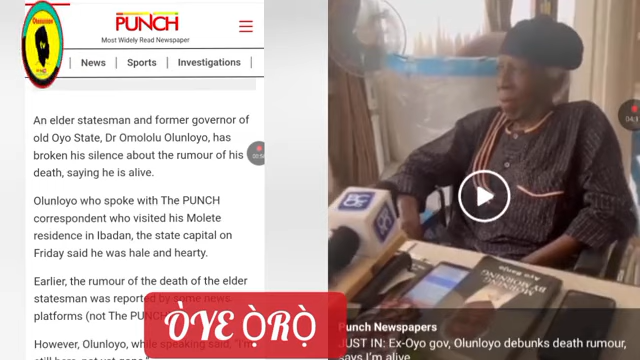 PUNCH
Most Widely Read Newspaper
News
Sports
Investigations
An elder statesman and former governor of
old Oyo State, Dr Omololu Olunloyo, has
broken his silence about the rumour of his
death, saying he is alive.
Olunloyo who spoke with The PUNCH
correspondent who visited his Molete
residence in Ibadan, the state capital on
Friday said he was hale and hearty.
Earlier, the rumour of the death of the elder
statesman was reported by some news
platforms (not The PUNCH
However, Olunloyo, while speaking said, "I'm
ÒYE Ọ̀RỌ̀
MORNING
BY MORNING
Punch Newspapers
JUST IN: Ex-Oyo gov, Olunloyo debunks death rumour,
says I'm alive